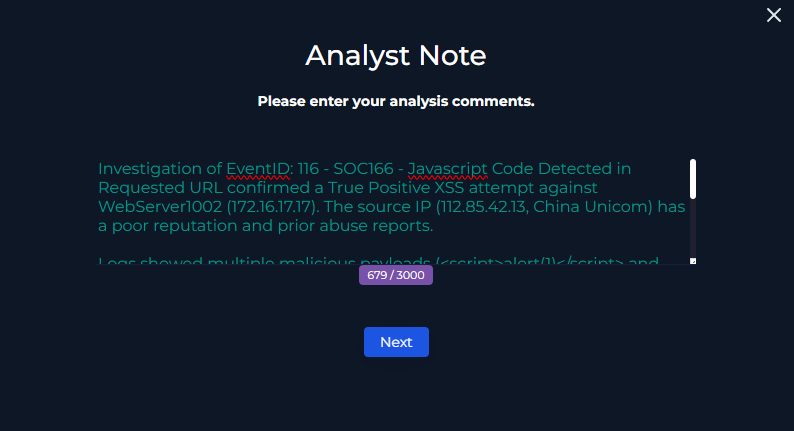 Analyst Note
Please enter your analysis comments.
Investigation of EventID: 116 - SOC166 - Javascript Code Detected in
Requested URL confirmed a True Positive XSS attempt against
WebServer1002 (172.16.17.17). The source IP (112.85.42.13, China Unicom) has
a poor reputation and prior abuse reports.
Logs showed multiple malicious payloads (<script>alert(1)</script> and
679 / 3000
Next